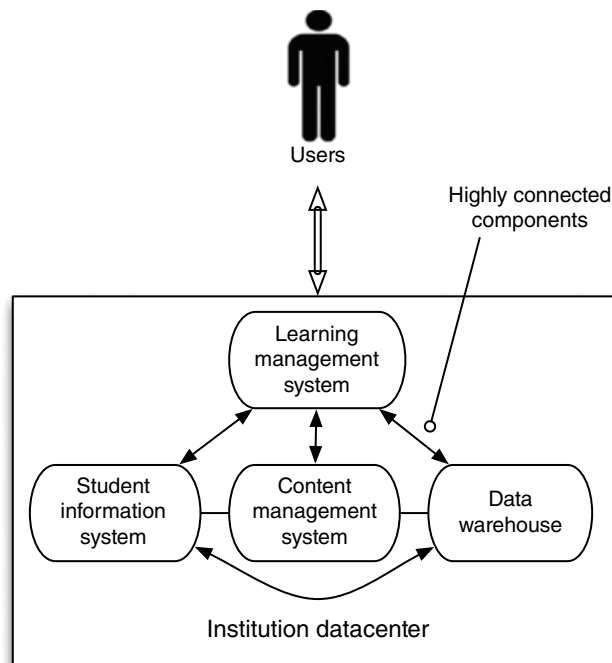 Users
Highly connected
components
Learning
management
system
Student
information
system
Content
management
system
Data
warehouse
Institution datacenter